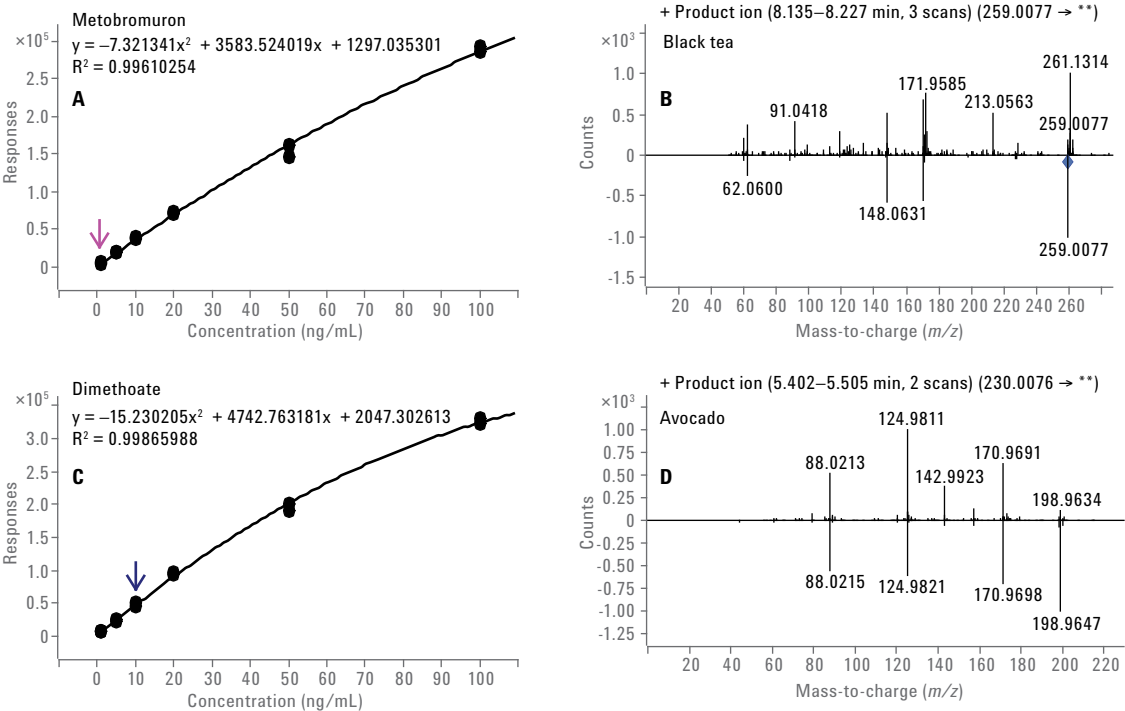 Metobromuron
y = –7.321341x² + 3583.524019x + 1297.035301
R² = 0.99610254
A
×10⁵
2.5
2.0
1.5
1.0
0.5
0
Responses
0 10 20 30 40 50 60 70 80 90 100
Concentration (ng/mL)
+ Product ion (8.135–8.227 min, 3 scans) (259.0077 → **)
×10³
Black tea
B
1.0
0.5
0
-0.5
-1.0
-1.5
Counts
261.1314
171.9585
213.0563
91.0418
259.0077
62.0600
148.0631
259.0077
20 40 60 80 100 120 140 160 180 200 220 240 260
Mass-to-charge (m/z)
Dimethoate
y = –15.230205x² + 4742.763181x + 2047.302613
R² = 0.99865988
C
×10⁵
3.0
2.5
2.0
1.5
1.0
0.5
0
Responses
0 10 20 30 40 50 60 70 80 90 100
Concentration (ng/mL)
+ Product ion (5.402–5.505 min, 2 scans) (230.0076 → **)
×10³
Avocado
D
1.00
0.75
0.50
0.25
0
-0.25
-0.50
-0.75
-1.00
-1.25
Counts
124.9811
88.0213
170.9691
142.9923
198.9634
88.0215
124.9821
170.9698
198.9647
20 40 60 80 100 120 140 160 180 200 220
Mass-to-charge (m/z)